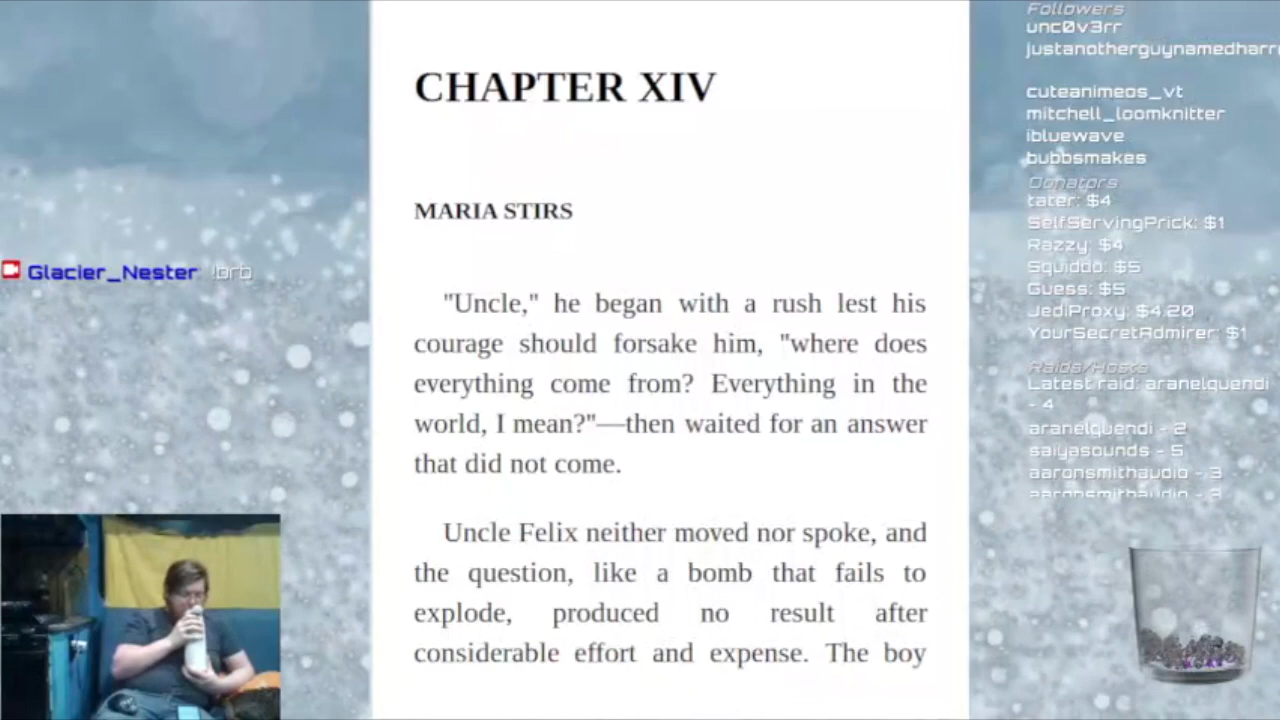 CHAPTER XIV
MARIA STIRS
"Uncle," he began with a rush lest his
courage should forsake him, "where does
everything come from? Everything in the
world, I mean?"—then waited for an answer
that did not come.
Uncle Felix neither moved nor spoke, and
the question, like a bomb that fails to
explode, produced no result after
considerable effort and expense. The boy
Glacier_Nester !brb
Followers
unc0v3rr
justanotherguynamedharr
cuteanimeos_vt
mitchell_loomknitter
ibluewave
bubbsmakes
Donators
tater: $4
SelfServingPrick: $1
Razzy: $4
Squiddo: $5
Guess: $5
JediProxy: $4.20
YourSecretAdmirer: $1
Raids/Hosts
Latest raid: aranelquendi
- 4
aranelquendi - 2
saiyasounds - 5
aaronsmithaudio - 3
aaronsmithaudio - 3